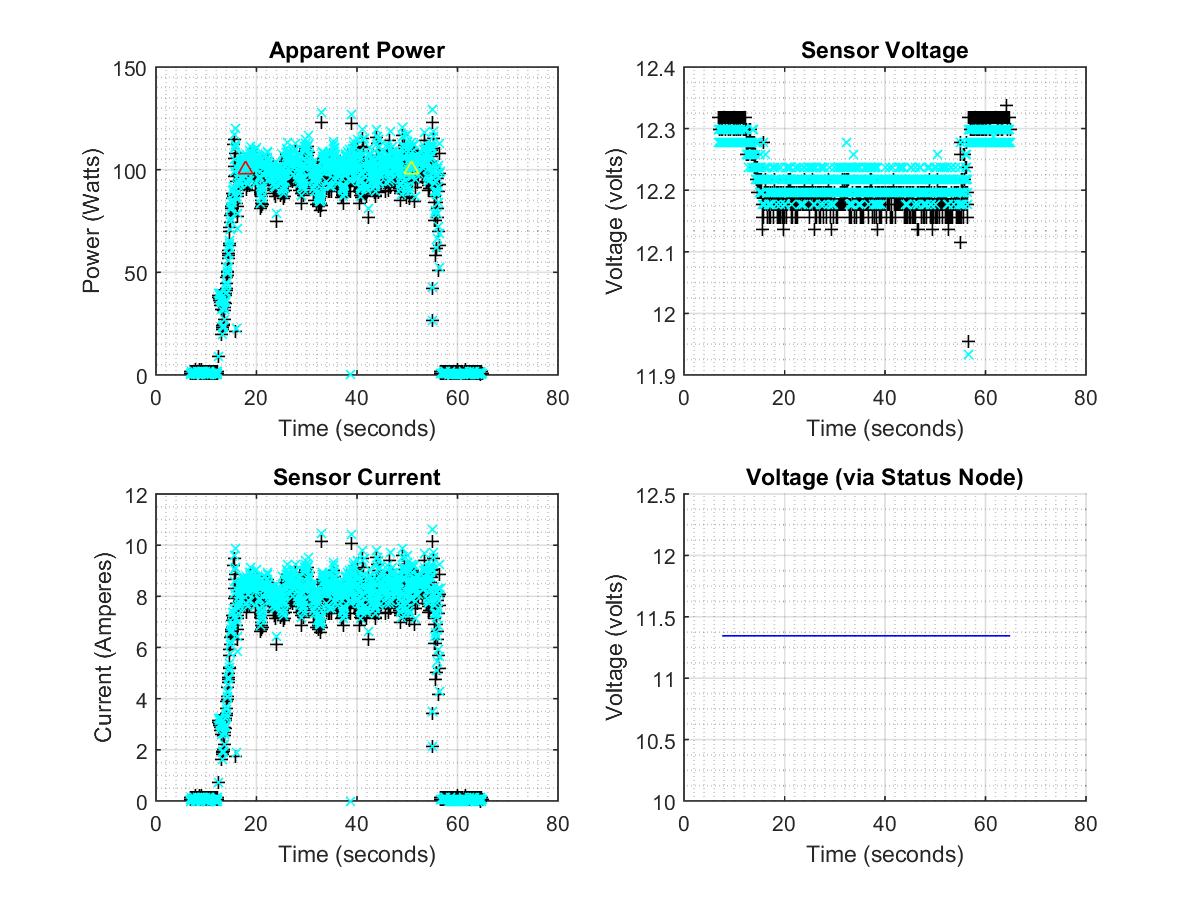 Apparent Power
150
100
50
0
Power (Watts)
0 20 40 60 80
Time (seconds)
Sensor Voltage
12.4
12.3
12.2
12.1
12
11.9
Voltage (volts)
0 20 40 60 80
Time (seconds)
Sensor Current
12
10
8
6
4
2
0
Current (Amperes)
0 20 40 60 80
Time (seconds)
Voltage (via Status Node)
12.5
12
11.5
11
10.5
10
Voltage (volts)
0 20 40 60 80
Time (seconds)